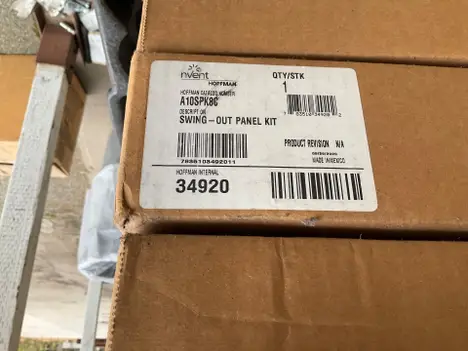 nvent
HOFFMAN
QTY/STK
1
HOFFMAN CATALOG NUMBER
A10SPK8C
DESCRIPTION
SWING-OUT PANEL KIT
PRODUCT REVISION N/A
MADE IN MEXICO
HOFFMAN INTERNAL
34920